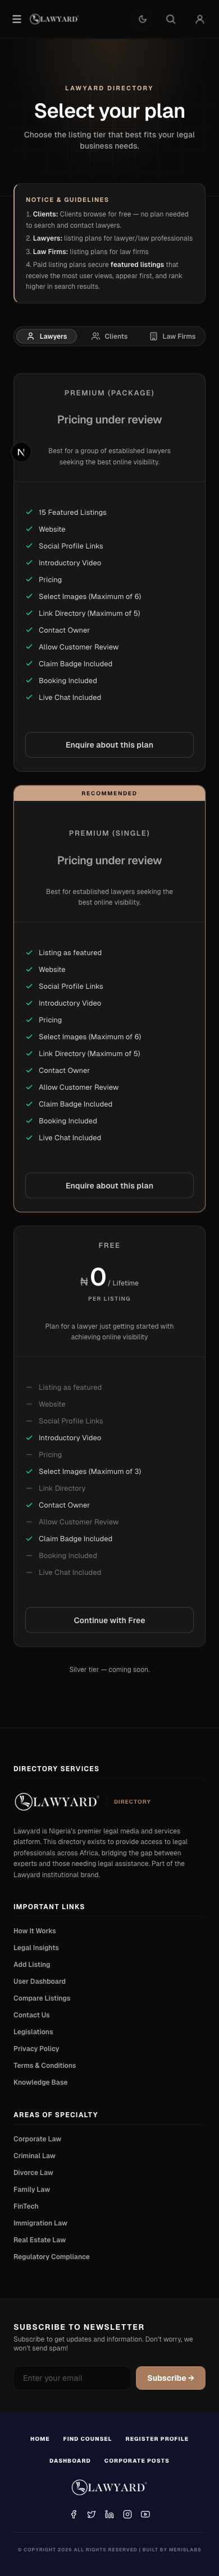 LAWYARD
LAWYARD DIRECTORY
Select your plan
Choose the listing tier that best fits your legal
business needs.
NOTICE & GUIDELINES
1. Clients: Clients browse for free — no plan needed
to search and contact lawyers.
2. Lawyers: listing plans for lawyer/law professionals
3. Law Firms: listing plans for law firms
4. Paid listing plans secure featured listings that
receive the most user views, appear first, and rank
higher in search results.
Lawyers
Clients
Law Firms
PREMIUM (PACKAGE)
Pricing under review
N
Best for a group of established lawyers
seeking the best online visibility.
15 Featured Listings
Website
Social Profile Links
Introductory Video
Pricing
Select Images (Maximum of 6)
Link Directory (Maximum of 5)
Contact Owner
Allow Customer Review
Claim Badge Included
Booking Included
Live Chat Included
Enquire about this plan
RECOMMENDED
PREMIUM (SINGLE)
Pricing under review
Best for established lawyers seeking the
best online visibility.
Listing as featured
Website
Social Profile Links
Introductory Video
Pricing
Select Images (Maximum of 6)
Link Directory (Maximum of 5)
Contact Owner
Allow Customer Review
Claim Badge Included
Booking Included
Live Chat Included
Enquire about this plan
FREE
₦0 / Lifetime
PER LISTING
Plan for a lawyer just getting started with
achieving online visibility
Listing as featured
Website
Social Profile Links
Introductory Video
Pricing
Select Images (Maximum of 3)
Link Directory
Contact Owner
Allow Customer Review
Claim Badge Included
Booking Included
Live Chat Included
Continue with Free
Silver tier — coming soon.
DIRECTORY SERVICES
LAWYARD DIRECTORY
Lawyard is Nigeria's premier legal media and services
platform. This directory exists to provide access to legal
professionals across Africa, bridging the gap between
experts and those needing legal assistance. Part of the
Lawyard institutional brand.
IMPORTANT LINKS
How It Works
Legal Insights
Add Listing
User Dashboard
Compare Listings
Contact Us
Legislations
Privacy Policy
Terms & Conditions
Knowledge Base
AREAS OF SPECIALTY
Corporate Law
Criminal Law
Divorce Law
Family Law
FinTech
Immigration Law
Real Estate Law
Regulatory Compliance
SUBSCRIBE TO NEWSLETTER
Subscribe to get updates and information. Don't worry, we
won't send spam!
Enter your email
Subscribe →
HOME
FIND COUNSEL
REGISTER PROFILE
DASHBOARD
CORPORATE POSTS
LAWYARD
© COPYRIGHT 2026 ALL RIGHTS RESERVED | BUILT BY MERISLABS